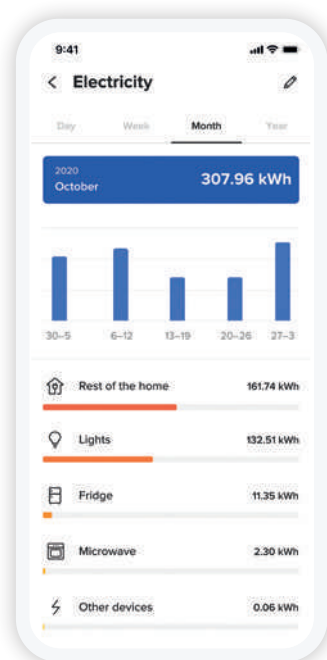 9:41
Electricity
Day Week Month Year
2020
October
307.96 kWh
30–5 6–12 13–19 20–26 27–3
Rest of the home 161.74 kWh
Lights 132.51 kWh
Fridge 11.35 kWh
Microwave 2.30 kWh
Other devices 0.06 kWh